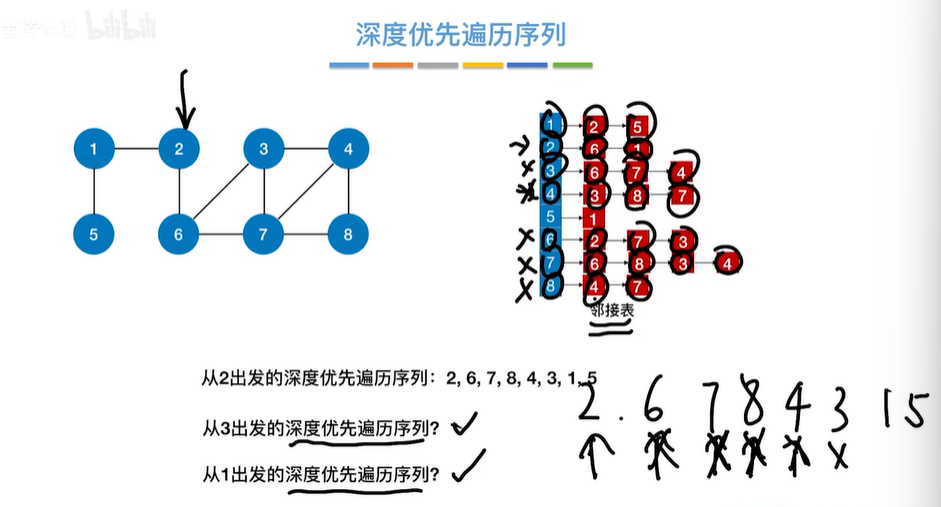 bilibili
深度优先遍历序列
1 2 3 4
5 6 7 8
1 2 5
2 6 1
3 6 7 4
4 3 8 7
5 1
6 2 7 3
7 6 8 3 4
8 4 7
邻接表
从2出发的深度优先遍历序列：2, 6, 7, 8, 4, 3, 1, 5
2 . 6 7 8 4 3 1 5
从3出发的深度优先遍历序列?
从1出发的深度优先遍历序列?